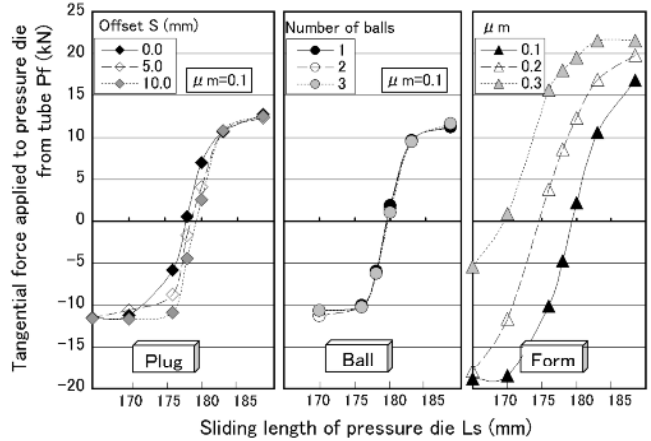 Tangential force applied to pressure die
from tube Pf (kN)
25
20
15
10
5
0
-5
-10
-15
-20
Offset S (mm)
0.0
5.0
10.0
μm=0.1
Plug
170 175 180 185
Number of balls
1
2
3
μm=0.1
Ball
170 175 180 185
μm
0.1
0.2
0.3
Form
170 175 180 185
Sliding length of pressure die Ls (mm)